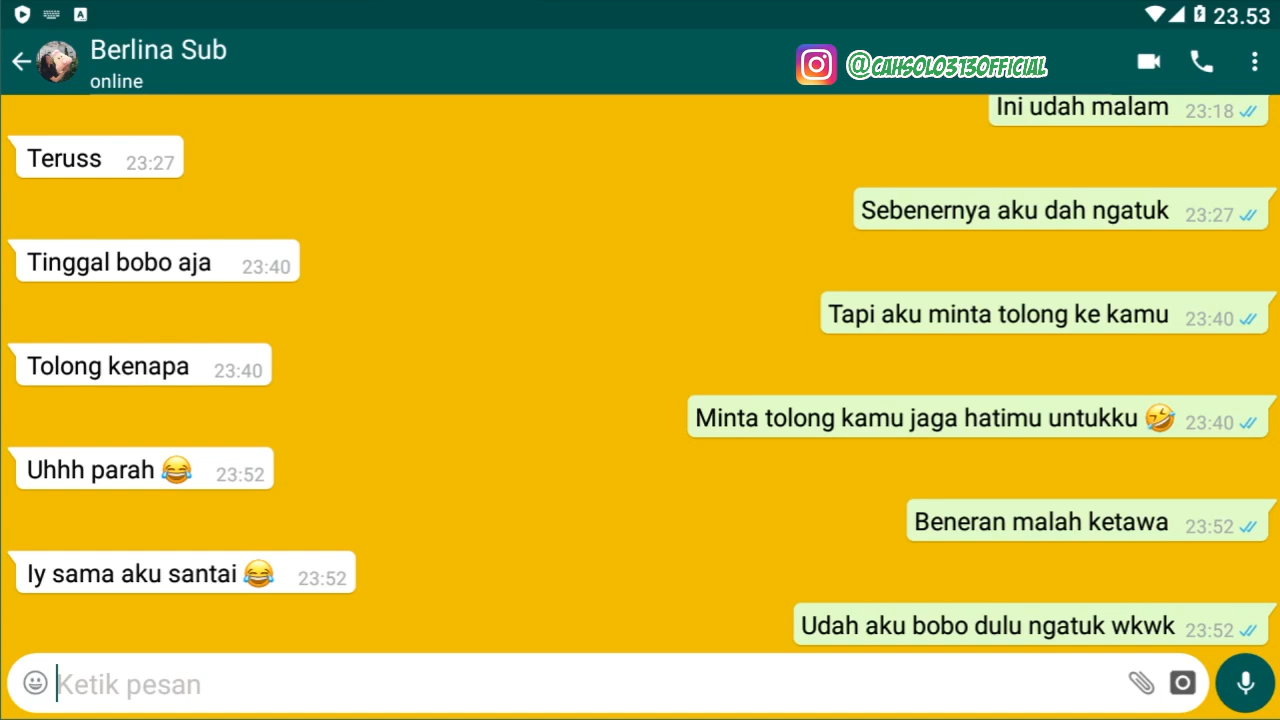 23.53
Berlina Sub
online
@CAHSOLO313OFFICIAL
Ini udah malam 23:18
Teruss 23:27
Sebenernya aku dah ngatuk 23:27
Tinggal bobo aja 23:40
Tapi aku minta tolong ke kamu 23:40
Tolong kenapa 23:40
Minta tolong kamu jaga hatimu untukku 🤣 23:40
Uhhh parah 😂 23:52
Beneran malah ketawa 23:52
Iy sama aku santai 😂 23:52
Udah aku bobo dulu ngatuk wkwk 23:52
Ketik pesan